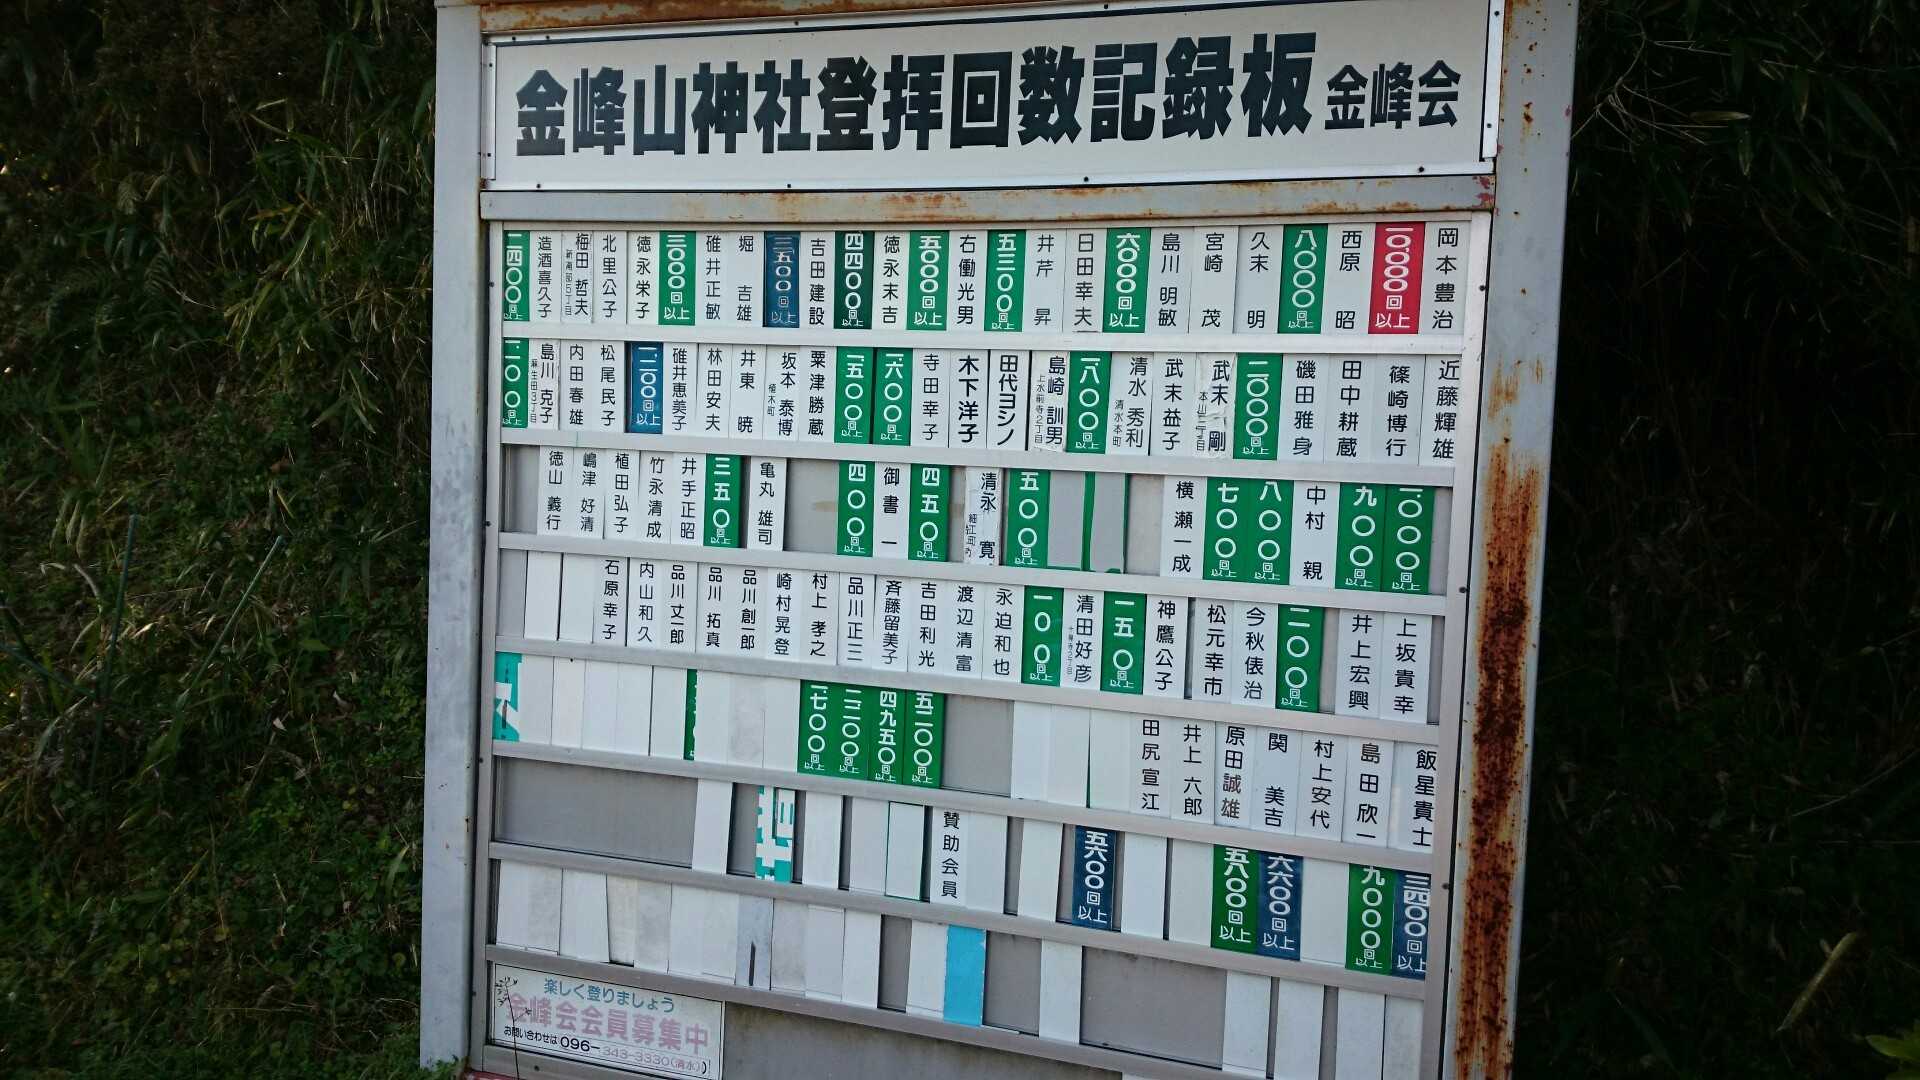 金峰山神社登拝回数記録板 金峰会
岡本豊治
一〇,〇〇〇回以上
西原 昭
八,〇〇〇回以上
久末 明
宮崎 茂
島川明敏
六,〇〇〇回以上
日田幸夫
井芹 昇
五三〇〇回以上
右働光男
五〇〇〇回以上
徳永末吉
四四〇〇回以上
吉田建設
三,五〇〇回以上
堀 吉雄
碓井正敏
三〇〇〇回以上
徳永栄子
北里公子
梅田 哲夫
造酒喜久子
二四〇〇回以上
近藤輝雄
篠崎博行
田中耕蔵
磯田雅身
二,〇〇〇回以上
武末 剛
武末益子
清水 秀利
清水本町
一,八〇〇回以上
島崎 訓男
上水前寺2丁目
田代ヨシノ
木下洋子
寺田幸子
一,六〇〇回以上
一,五〇〇回以上
粟津勝蔵
坂本 泰博
植木町
井東 暁
林田安夫
碓井恵美子
一,二〇〇回以上
松尾民子
内田春雄
島川 克子
麻生田3丁目
一,一〇〇回以上
一,〇〇〇回以上
九〇〇回以上
中村 親
八〇〇回以上
七〇〇回以上
横瀬一成
五〇〇回以上
清永 寛
四五〇回以上
御書 一
四〇〇回以上
亀丸 雄司
三五〇回以上
井手正昭
竹永清成
植田弘子
嶋津 好清
徳山 義行
上坂貴幸
井上宏興
二〇〇回以上
今秋俵治
松元幸市
神鷹公子
一五〇回以上
清田好彦
一〇〇回以上
永迫和也
渡辺清富
吉田利光
斉藤留美子
品川正三
村上 孝之
崎村晃登
品川創一郎
品川 拓真
品川丈一郎
内山和久
石原幸子
飯星貴士
島田欣一
村上安代
関 美吉
原田誠雄
井上六郎
田尻宣江
五二〇〇回以上
四,九五〇回以上
二二〇〇回以上
一,七〇〇回以上
賛助会員
三四〇〇回以上
九〇〇〇回以上
六六〇〇回以上
五八〇〇回以上
五六〇〇回以上
楽しく登りましょう
金峰会会員募集中
お問い合わせは 096-343-3330(清水)